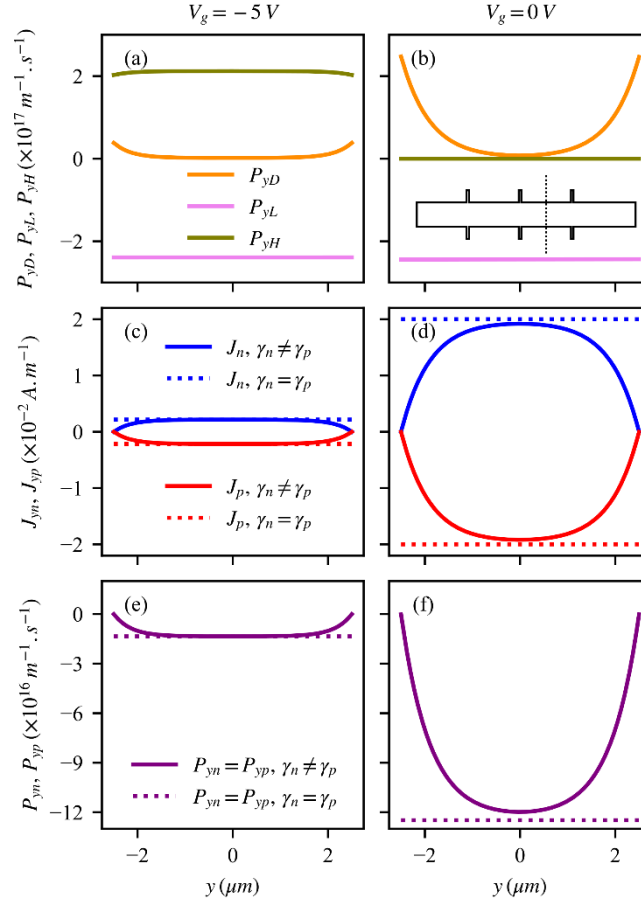 V_g = −5 V
V_g = 0 V
P_yD, P_yL, P_yH (×10^17 m^−1.s^−1)
2
0
−2
(a)
P_yD
P_yL
P_yH
(b)
J_yn, J_yp (×10^−2 A.m^−1)
2
1
0
−1
−2
(c)
J_n, γ_n ≠ γ_p
J_n, γ_n = γ_p
J_p, γ_n ≠ γ_p
J_p, γ_n = γ_p
(d)
P_yn, P_yp (×10^16 m^−1.s^−1)
0
−3
−6
−9
−12
(e)
P_yn = P_yp, γ_n ≠ γ_p
P_yn = P_yp, γ_n = γ_p
(f)
−2
0
2
−2
0
2
y (μm)
y (μm)